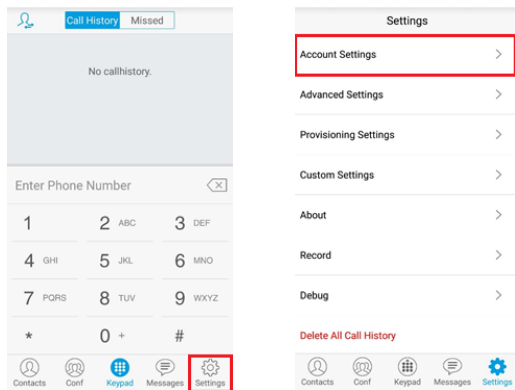 Call History Missed
No callhistory.
Enter Phone Number
1 2 ABC 3 DEF
4 GHI 5 JKL 6 MNO
7 PQRS 8 TUV 9 WXYZ
* 0 + #
Contacts Conf Keypad Messages Settings
Settings
Account Settings
Advanced Settings
Provisioning Settings
Custom Settings
About
Record
Debug
Delete All Call History
Contacts Conf Keypad Messages Settings